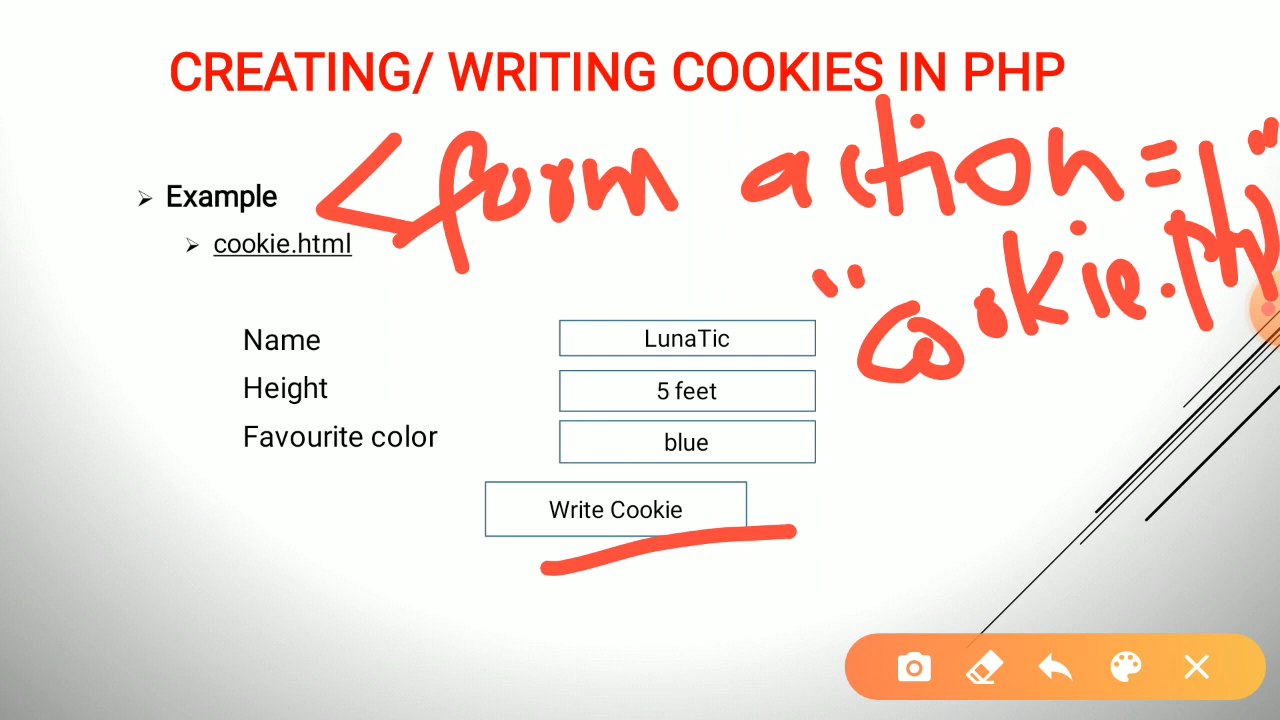 CREATING/ WRITING COOKIES IN PHP
<form action=
Example
"cookie.php"
cookie.html
Name LunaTic
Height 5 feet
Favourite color blue
Write Cookie